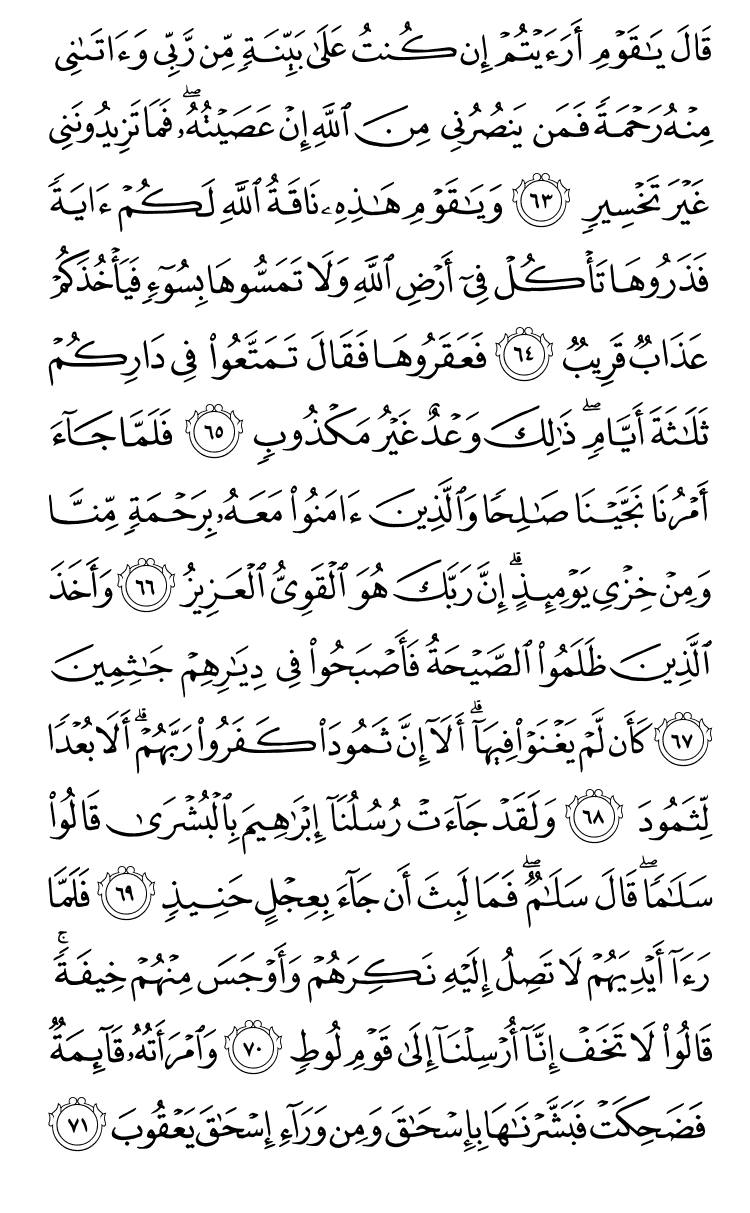 قَالَ يَٰقَوۡمِ أَرَءَيۡتُمۡ إِن كُنتُ عَلَىٰ بَيِّنَةٖ مِّن رَّبِّي وَءَاتَىٰنِي
مِنۡهُ رَحۡمَةٗ فَمَن يَنصُرُنِي مِنَ ٱللَّهِ إِنۡ عَصَيۡتُهُۥۖ فَمَا تَزِيدُونَنِي
غَيۡرَ تَخۡسِيرٖ ٦٣ وَيَٰقَوۡمِ هَٰذِهِۦ نَاقَةُ ٱللَّهِ لَكُمۡ ءَايَةٗۖ
فَذَرُوهَا تَأۡكُلۡ فِيٓ أَرۡضِ ٱللَّهِ وَلَا تَمَسُّوهَا بِسُوٓءٖ فَيَأۡخُذَكُمۡ
عَذَابٞ قَرِيبٞ ٦٤ فَعَقَرُوهَا فَقَالَ تَمَتَّعُواْ فِي دَارِكُمۡ
ثَلَٰثَةَ أَيَّامٖۖ ذَٰلِكَ وَعۡدٌ غَيۡرُ مَكۡذُوبٖ ٦٥ فَلَمَّا جَآءَ
أَمۡرُنَا نَجَّيۡنَا صَٰلِحٗا وَٱلَّذِينَ ءَامَنُواْ مَعَهُۥ بِرَحۡمَةٖ مِّنَّا
وَمِنۡ خِزۡيِ يَوۡمِئِذٍۚ إِنَّ رَبَّكَ هُوَ ٱلۡقَوِيُّ ٱلۡعَزِيزُ ٦٦ وَأَخَذَ
ٱلَّذِينَ ظَلَمُواْ ٱلصَّيۡحَةُ فَأَصۡبَحُواْ فِي دِيَٰرِهِمۡ جَٰثِمِينَ
٦٧ كَأَن لَّمۡ يَغۡنَوۡاْ فِيهَآۗ أَلَآ إِنَّ ثَمُودَاْ كَفَرُواْ رَبَّهُمۡۗ أَلَا بُعۡدٗا
لِّثَمُودَ ٦٨ وَلَقَدۡ جَآءَتۡ رُسُلُنَآ إِبۡرَٰهِيمَ بِٱلۡبُشۡرَىٰ قَالُواْ
سَلَٰمٗاۖ قَالَ سَلَٰمٞۖ فَمَا لَبِثَ أَن جَآءَ بِعِجۡلٍ حَنِيذٖ ٦٩ فَلَمَّا
رَءَآ أَيۡدِيَهُمۡ لَا تَصِلُ إِلَيۡهِ نَكِرَهُمۡ وَأَوۡجَسَ مِنۡهُمۡ خِيفَةٗۚ
قَالُواْ لَا تَخَفۡ إِنَّآ أُرۡسِلۡنَآ إِلَىٰ قَوۡمِ لُوطٖ ٧٠ وَٱمۡرَأَتُهُۥ قَآئِمَةٞ
فَضَحِكَتۡ فَبَشَّرۡنَٰهَا بِإِسۡحَٰقَ وَمِن وَرَآءِ إِسۡحَٰقَ يَعۡقُوبَ ٧١